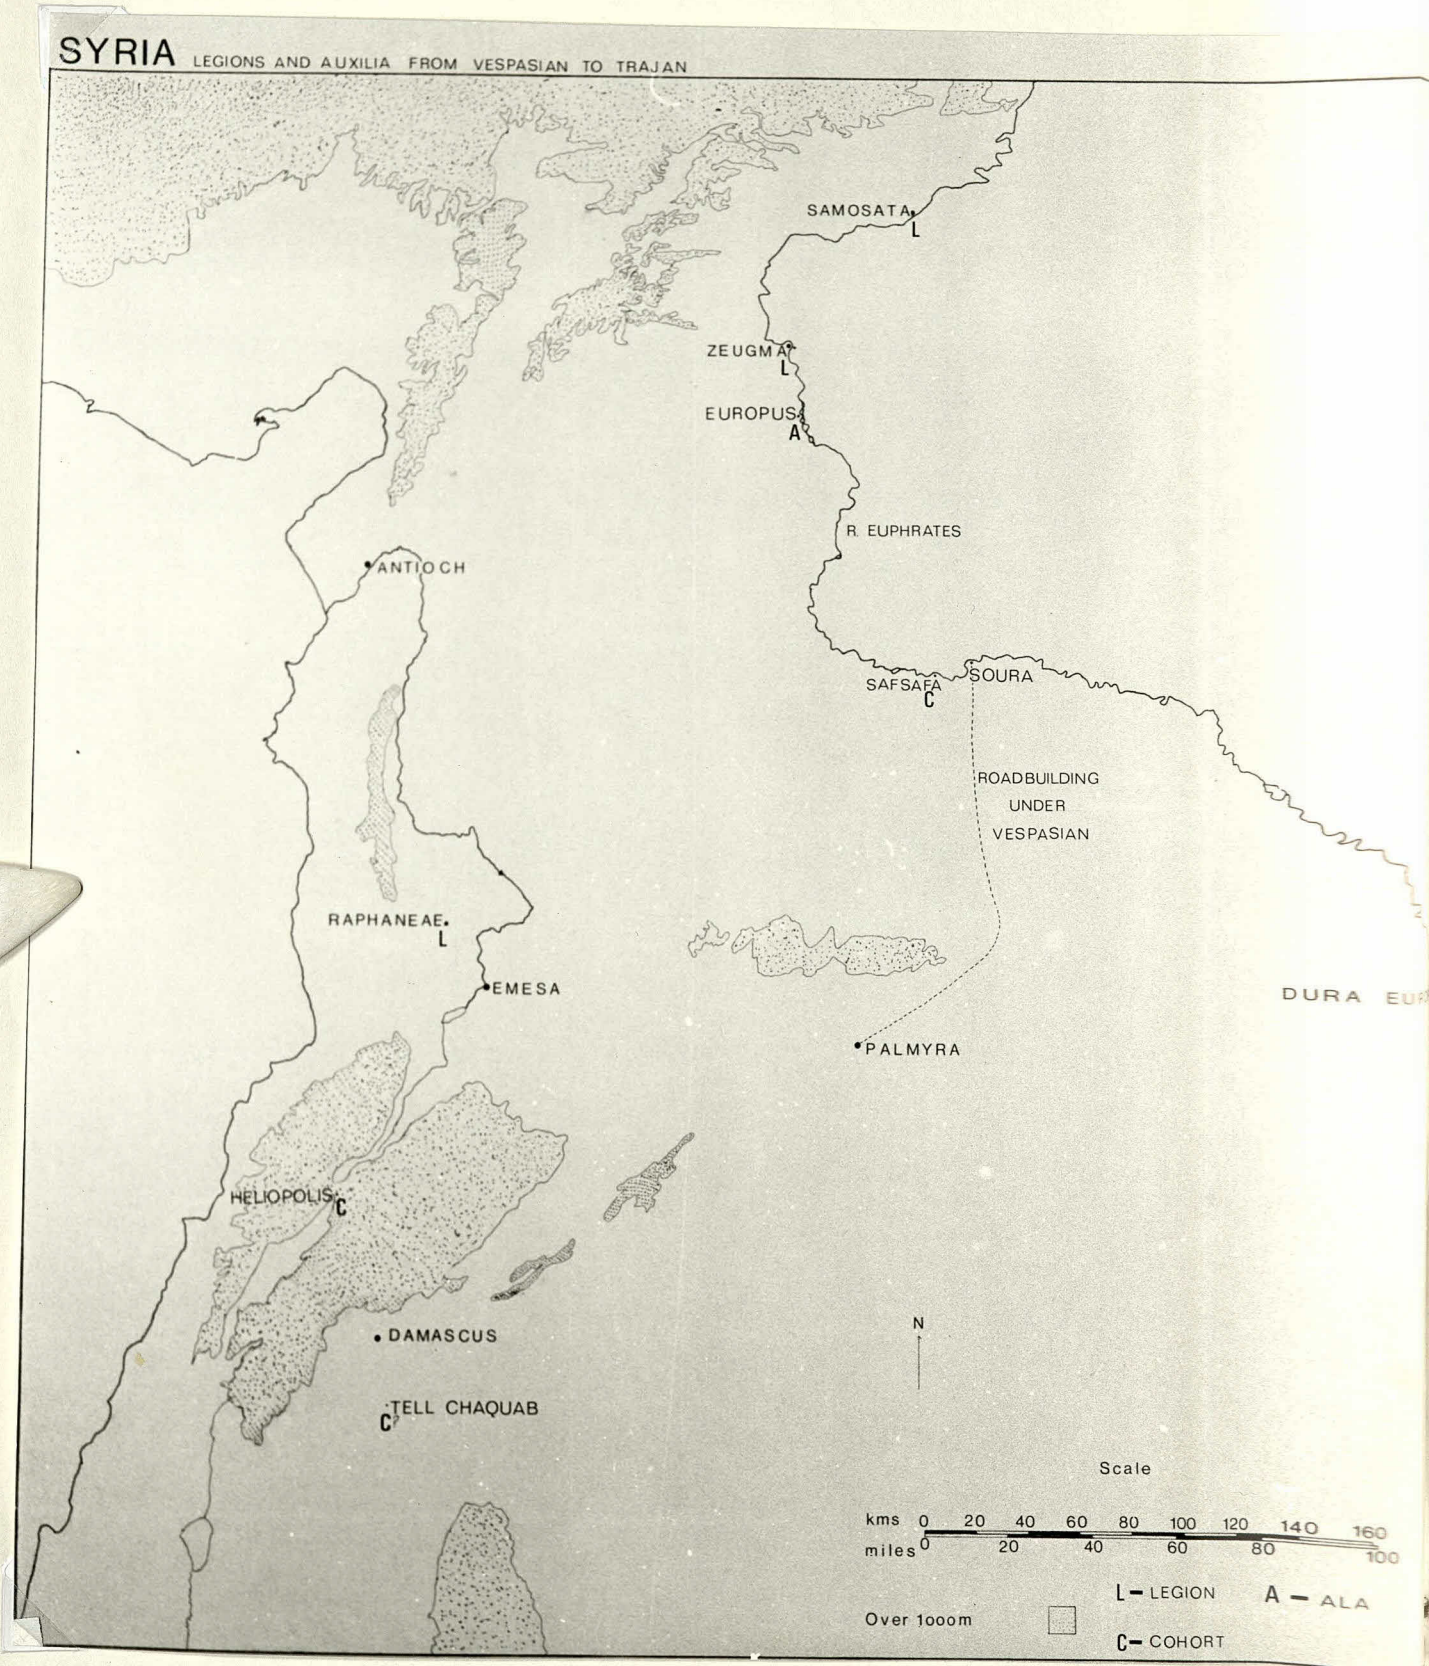 SYRIA LEGIONS AND AUXILIA FROM VESPASIAN TO TRAJAN
SAMOSATA
L
ZEUGMA
L
EUROPUS
A
R. EUPHRATES
ANTIOCH
SAFSAFA
C
SOURA
ROADBUILDING
UNDER
VESPASIAN
RAPHANEAE
L
EMESA
DURA
PALMYRA
HELIOPOLIS
C
DAMASCUS
N
TELL CHAQUAB
C?
Scale
kms 0 20 40 60 80 100 120 140 160
miles 0 20 40 60 80 100
L – LEGION A – ALA
Over 1000m
C – COHORT